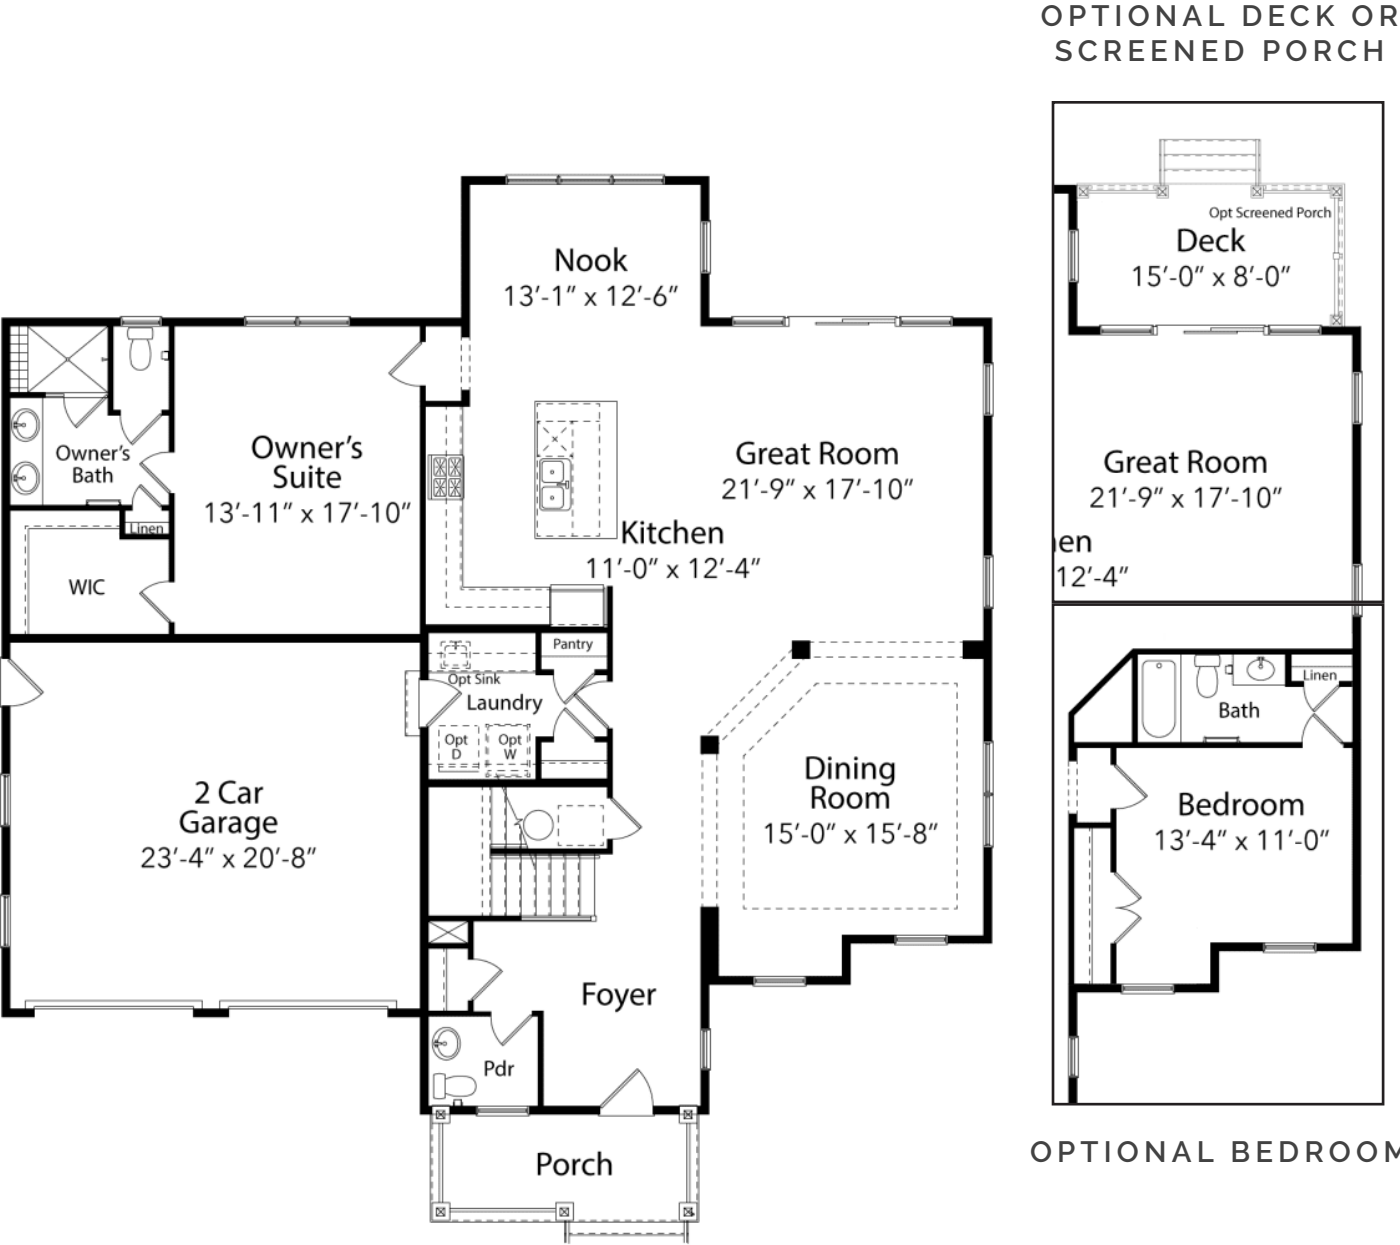 OPTIONAL DECK OR
SCREENED PORCH
Nook
13′-1″ x 12′-6″
Opt Screened Porch
Deck
15′-0″ x 8′-0″
Owner's
Bath
Owner's
Suite
13′-11″ x 17′-10″
Great Room
21′-9″ x 17′-10″
Kitchen
11′-0″ x 12′-4″
Linen
WIC
Great Room
21′-9″ x 17′-10″
en
12′-4″
Pantry
Opt Sink
Laundry
Opt
D
Opt
W
2 Car
Garage
23′-4″ x 20′-8″
Dining
Room
15′-0″ x 15′-8″
Linen
Bath
Bedroom
13′-4″ x 11′-0″
Foyer
Pdr
Porch
OPTIONAL BEDROOM